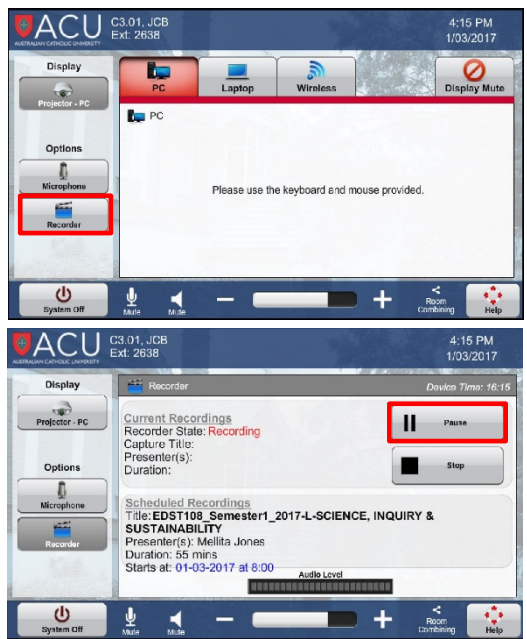 ACU
AUSTRALIAN CATHOLIC UNIVERSITY
C3.01, JCB
Ext: 2638
4:15 PM
1/03/2017
Display
Projector - PC
Options
Microphone
Recorder
PC
Laptop
Wireless
Display Mute
PC
Please use the keyboard and mouse provided.
System Off
Mute
Mute
Room
Combining
Help
ACU
AUSTRALIAN CATHOLIC UNIVERSITY
C3.01, JCB
Ext: 2638
4:15 PM
1/03/2017
Display
Projector - PC
Options
Microphone
Recorder
Recorder
Device Time: 16:15
Current Recordings
Recorder State: Recording
Capture Title:
Presenter(s):
Duration:
Pause
Stop
Scheduled Recordings
Title:EDST108_Semester1_2017-L-SCIENCE, INQUIRY &
SUSTAINABILITY
Presenter(s): Mellita Jones
Duration: 55 mins
Starts at: 01-03-2017 at 8:00
Audio Level
System Off
Mute
Mute
Room
Combining
Help